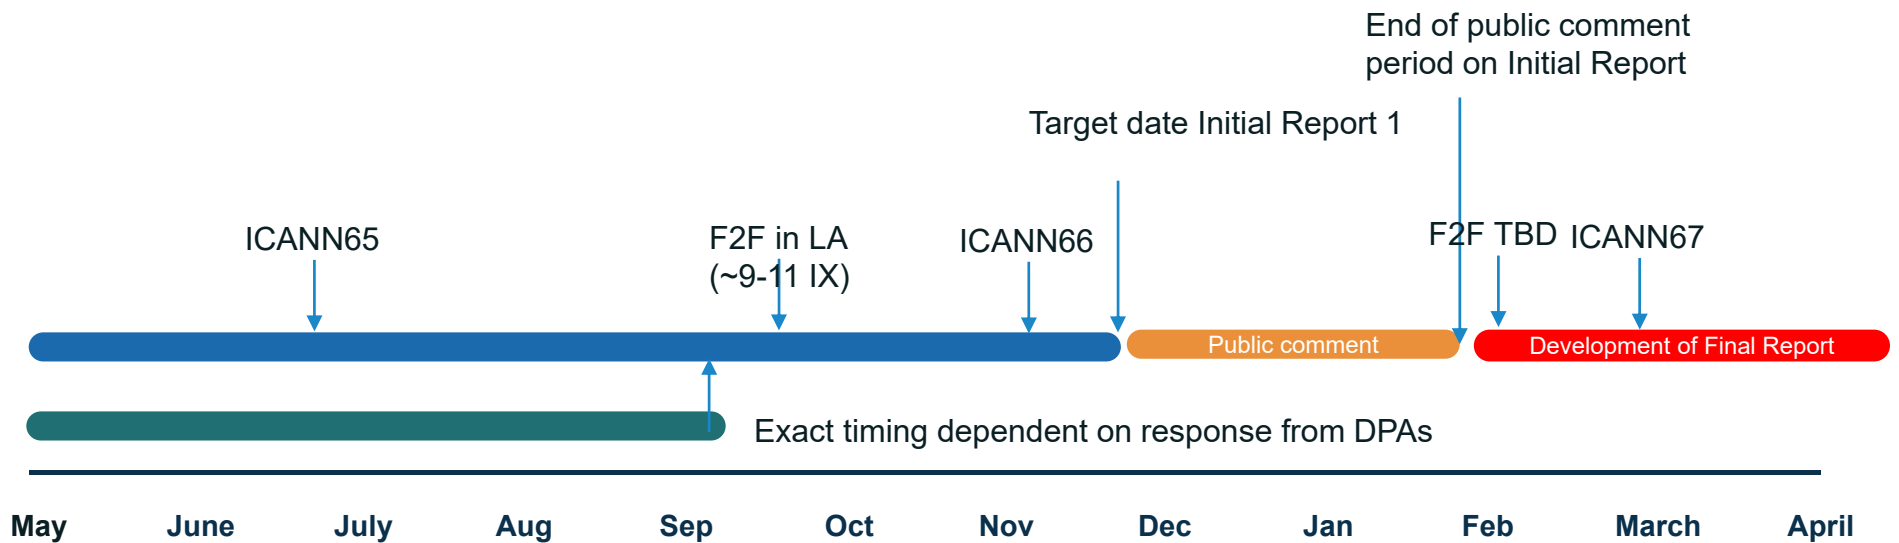 End of public comment
period on Initial Report
Target date Initial Report 1
ICANN65
F2F in LA
(~9-11 IX)
ICANN66
F2F TBD
ICANN67
Public comment
Development of Final Report
Exact timing dependent on response from DPAs
May
June
July
Aug
Sep
Oct
Nov
Dec
Jan
Feb
March
April